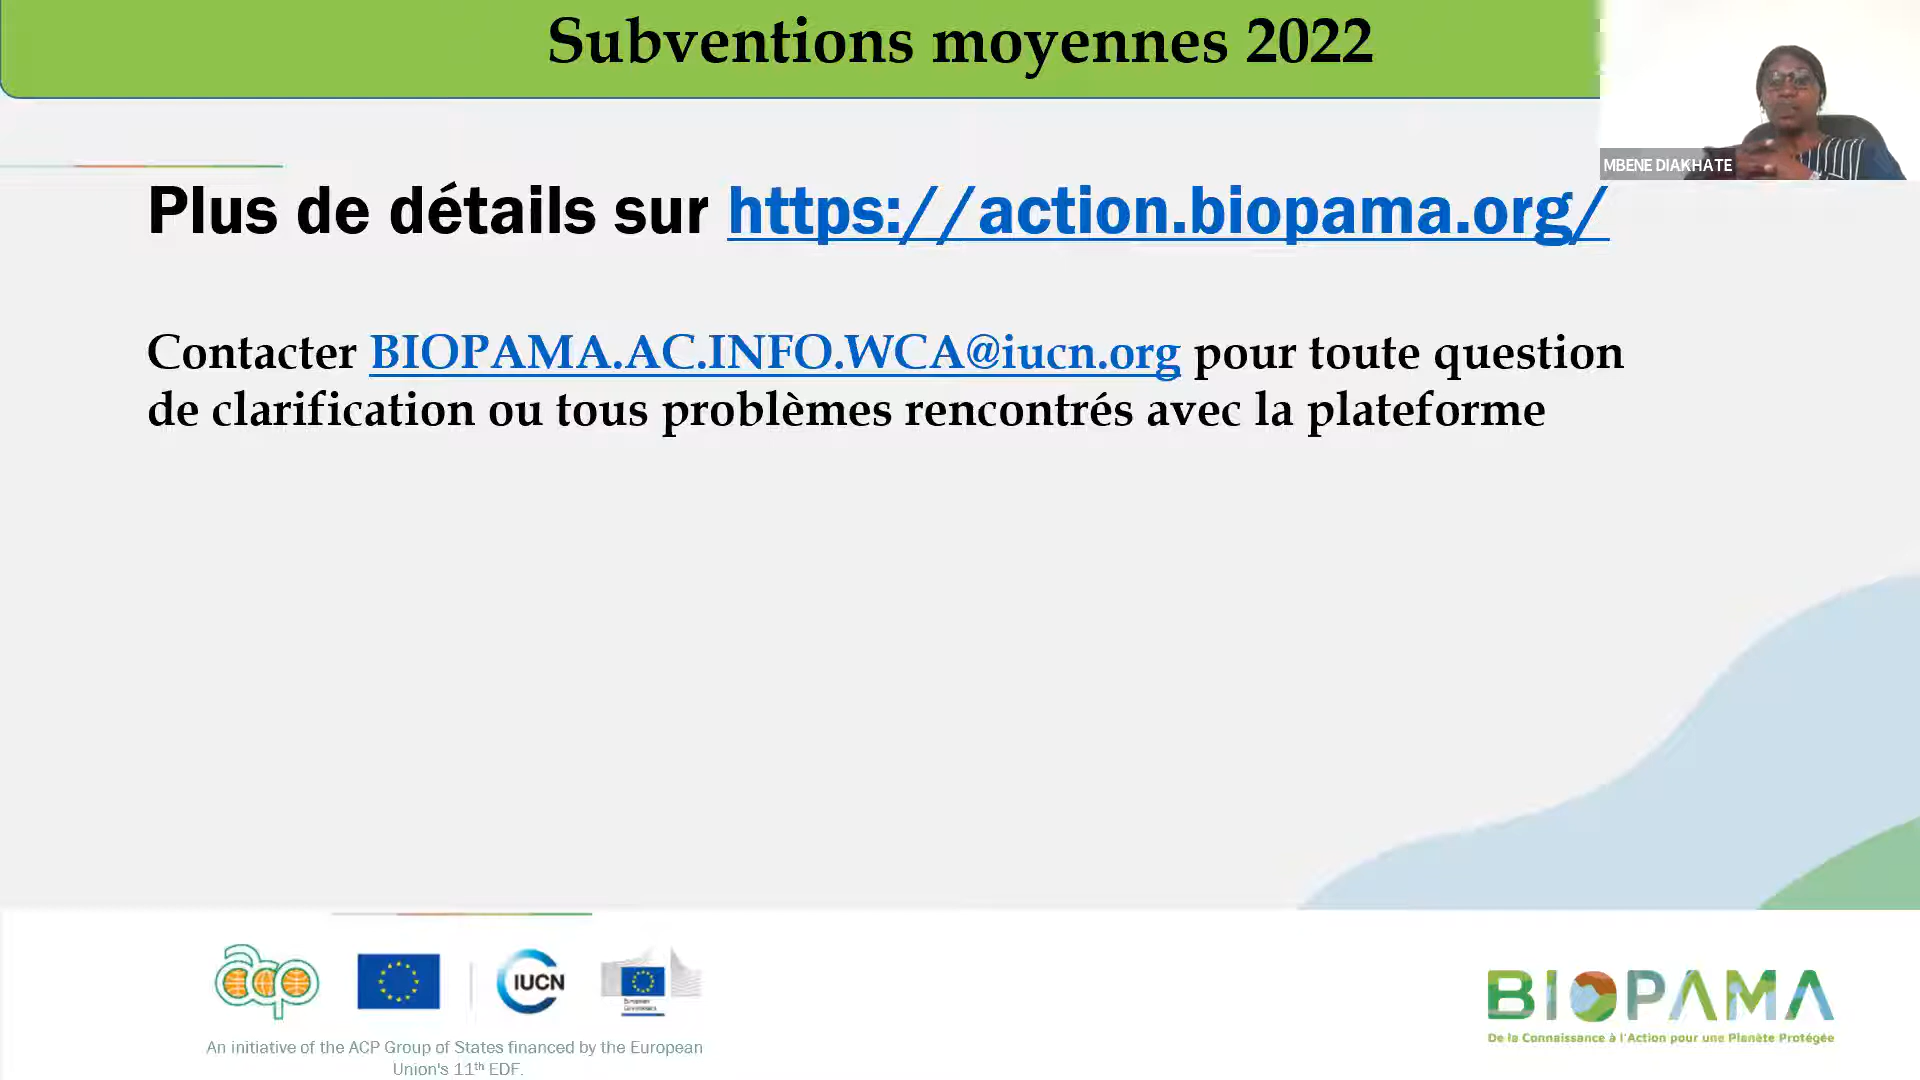 Subventions moyennes 2022
MBENE DIAKHATE
Plus de détails sur https://action.biopama.org/
Contacter BIOPAMA.AC.INFO.WCA@iucn.org pour toute question
de clarification ou tous problèmes rencontrés avec la plateforme
acp
IUCN
European
BIOPAMA
De la Connaissance à l'Action pour une Planète Protégée
An initiative of the ACP Group of States financed by the European
Union's 11th EDF.